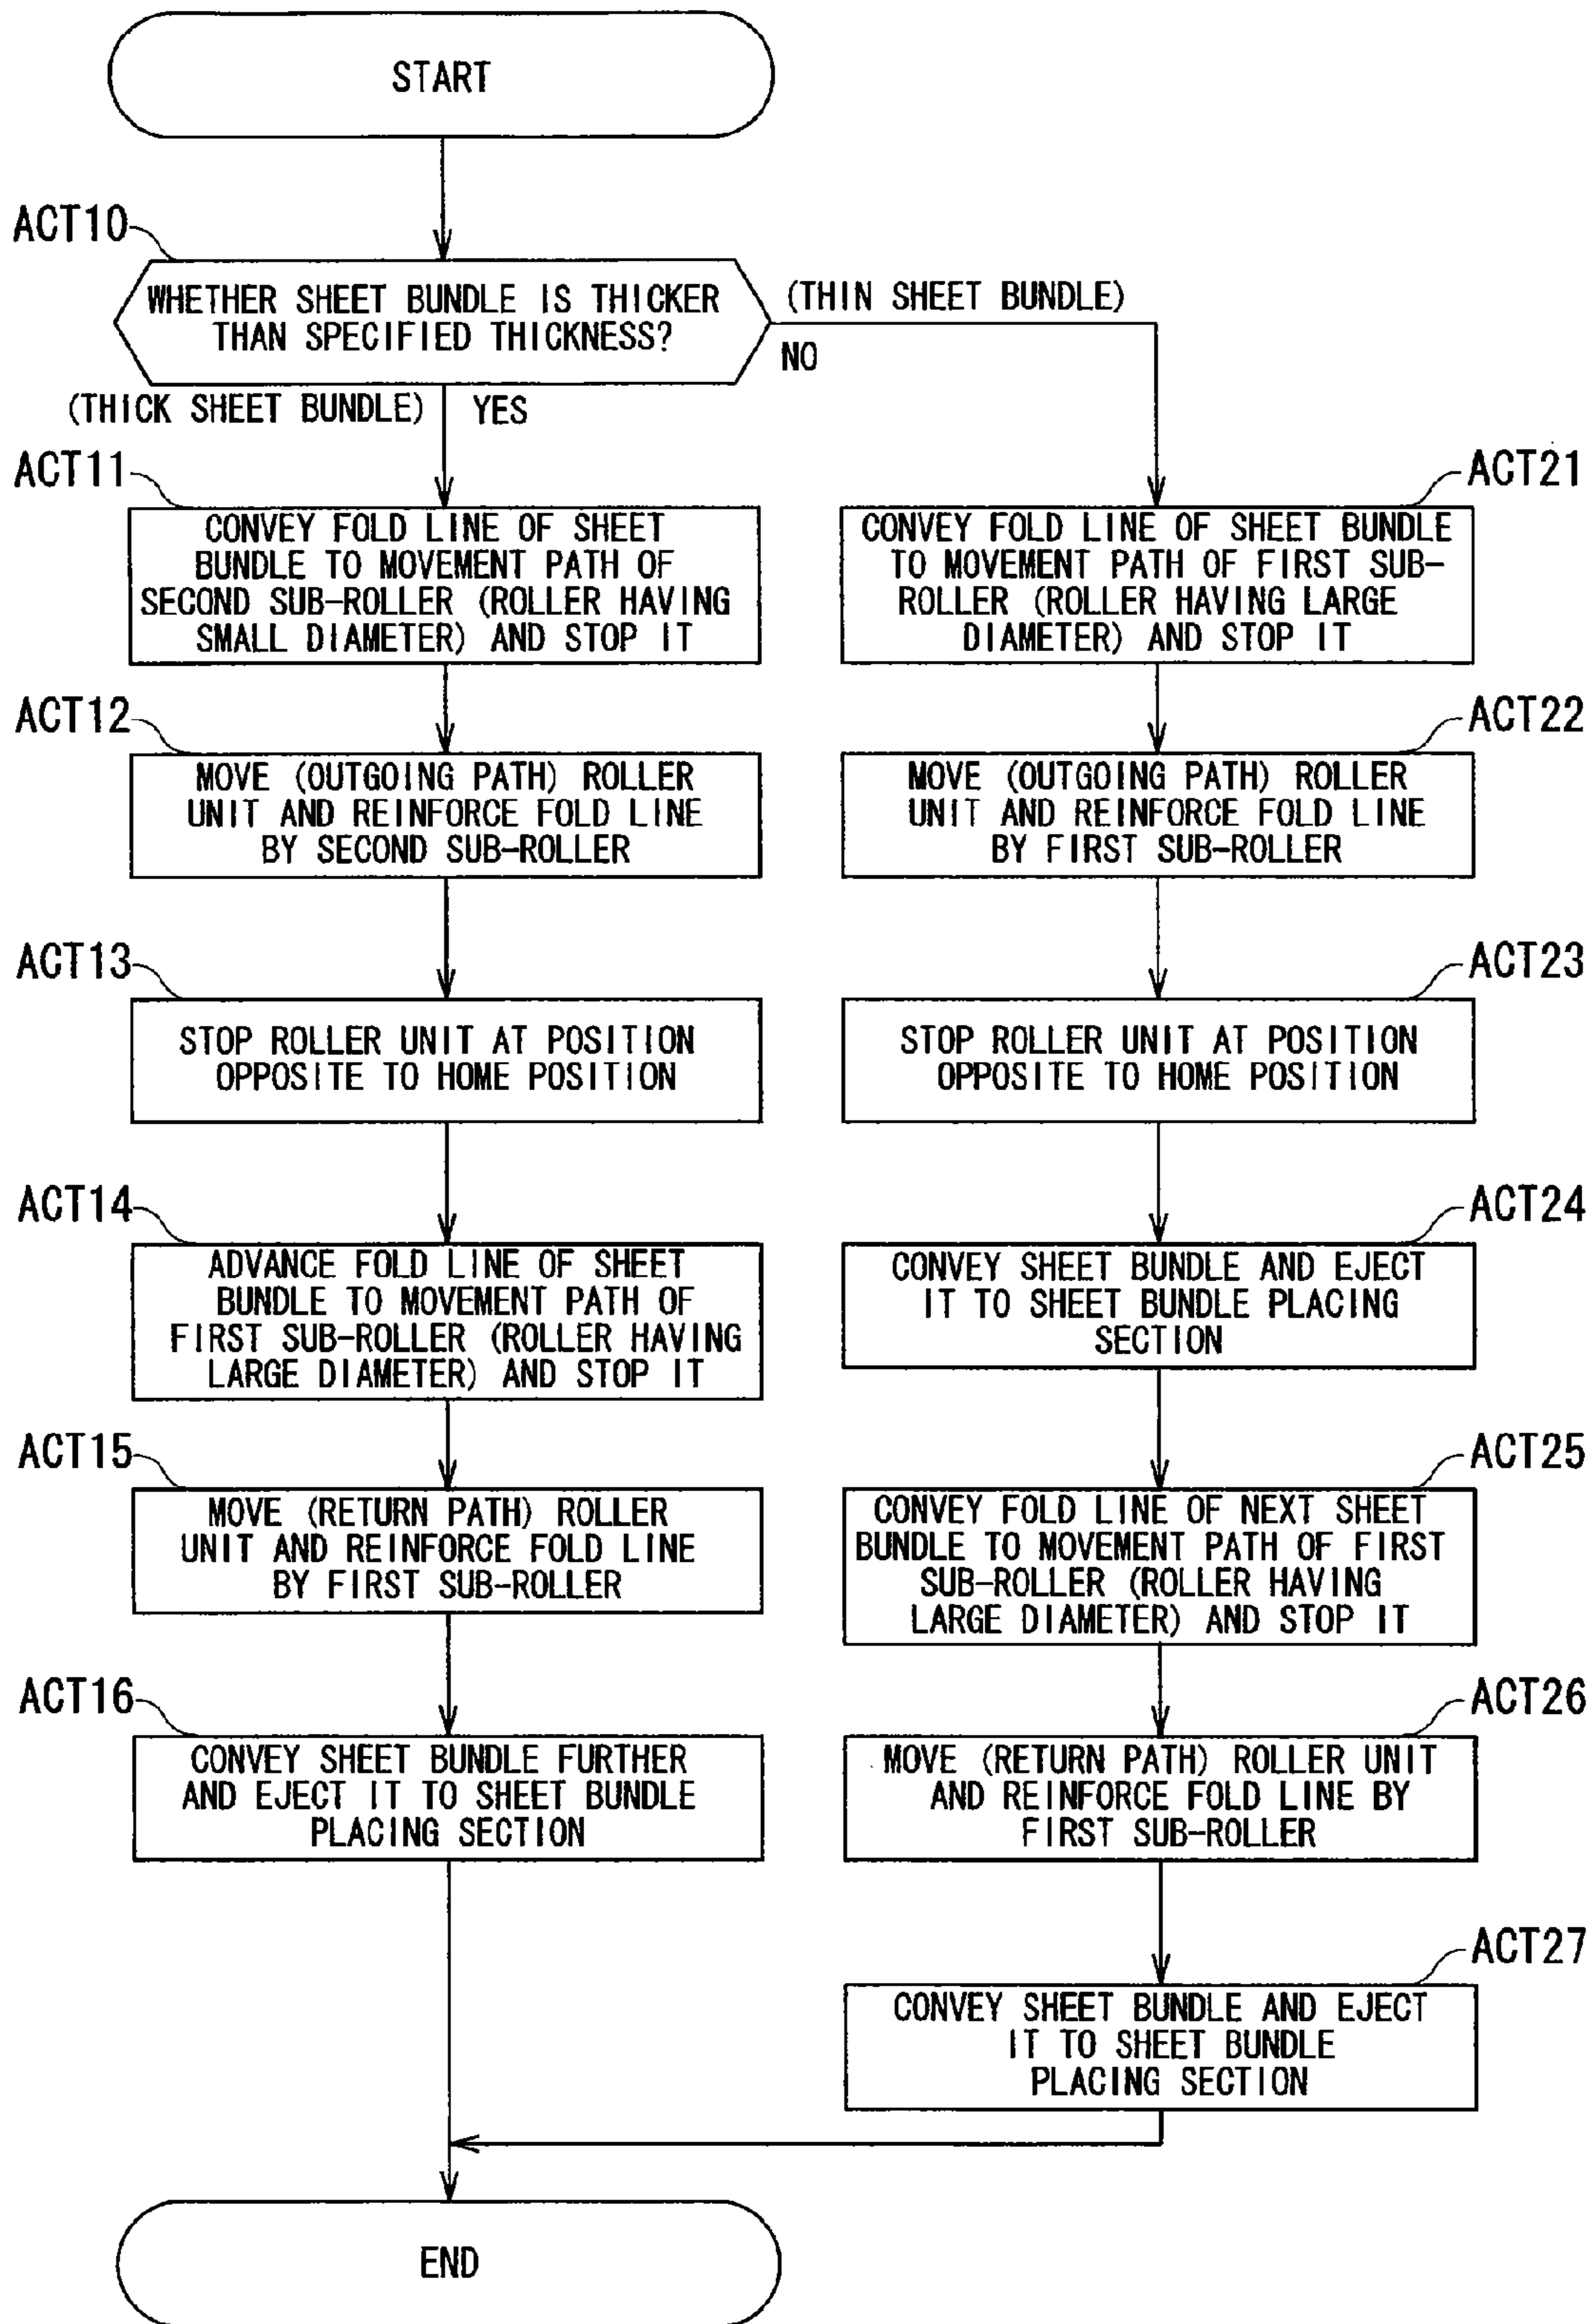 START
ACT10
WHETHER SHEET BUNDLE IS THICKER
THAN SPECIFIED THICKNESS?
(THIN SHEET BUNDLE)
NO
(THICK SHEET BUNDLE)
YES
ACT11
CONVEY FOLD LINE OF SHEET
BUNDLE TO MOVEMENT PATH OF
SECOND SUB-ROLLER (ROLLER HAVING
SMALL DIAMETER) AND STOP IT
ACT12
MOVE (OUTGOING PATH) ROLLER
UNIT AND REINFORCE FOLD LINE
BY SECOND SUB-ROLLER
ACT13
STOP ROLLER UNIT AT POSITION
OPPOSITE TO HOME POSITION
ACT14
ADVANCE FOLD LINE OF SHEET
BUNDLE TO MOVEMENT PATH OF
FIRST SUB-ROLLER (ROLLER HAVING
LARGE DIAMETER) AND STOP IT
ACT15
MOVE (RETURN PATH) ROLLER
UNIT AND REINFORCE FOLD LINE
BY FIRST SUB-ROLLER
ACT16
CONVEY SHEET BUNDLE FURTHER
AND EJECT IT TO SHEET BUNDLE
PLACING SECTION
ACT21
CONVEY FOLD LINE OF SHEET BUNDLE
TO MOVEMENT PATH OF FIRST SUB-
ROLLER (ROLLER HAVING LARGE
DIAMETER) AND STOP IT
ACT22
MOVE (OUTGOING PATH) ROLLER
UNIT AND REINFORCE FOLD LINE
BY FIRST SUB-ROLLER
ACT23
STOP ROLLER UNIT AT POSITION
OPPOSITE TO HOME POSITION
ACT24
CONVEY SHEET BUNDLE AND EJECT
IT TO SHEET BUNDLE PLACING
SECTION
ACT25
CONVEY FOLD LINE OF NEXT SHEET
BUNDLE TO MOVEMENT PATH OF FIRST
SUB-ROLLER (ROLLER HAVING
LARGE DIAMETER) AND STOP IT
ACT26
MOVE (RETURN PATH) ROLLER UNIT
AND REINFORCE FOLD LINE BY
FIRST SUB-ROLLER
ACT27
CONVEY SHEET BUNDLE AND EJECT
IT TO SHEET BUNDLE
PLACING SECTION
END